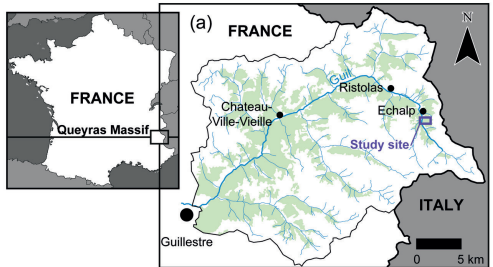 FRANCE
Queyras Massif
(a)
FRANCE
N
Guil
Ristolas
Chateau-
Ville-Vieille
Echalp
Study site
ITALY
Guillestre
0
5 km